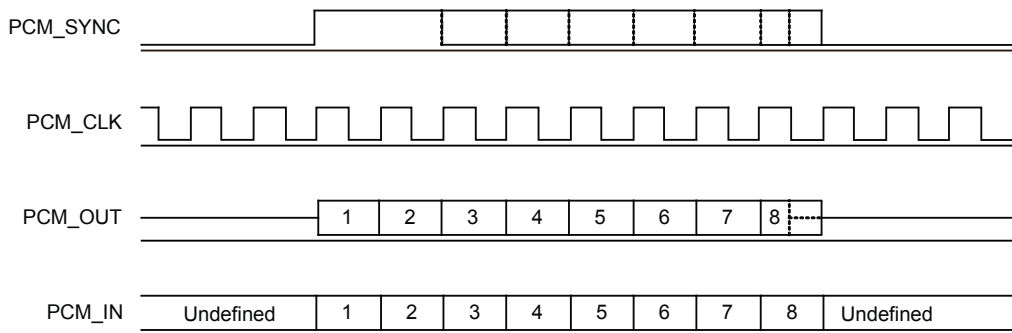 PCM_SYNC
PCM_CLK
PCM_OUT 1 2 3 4 5 6 7 8
PCM_IN Undefined 1 2 3 4 5 6 7 8 Undefined